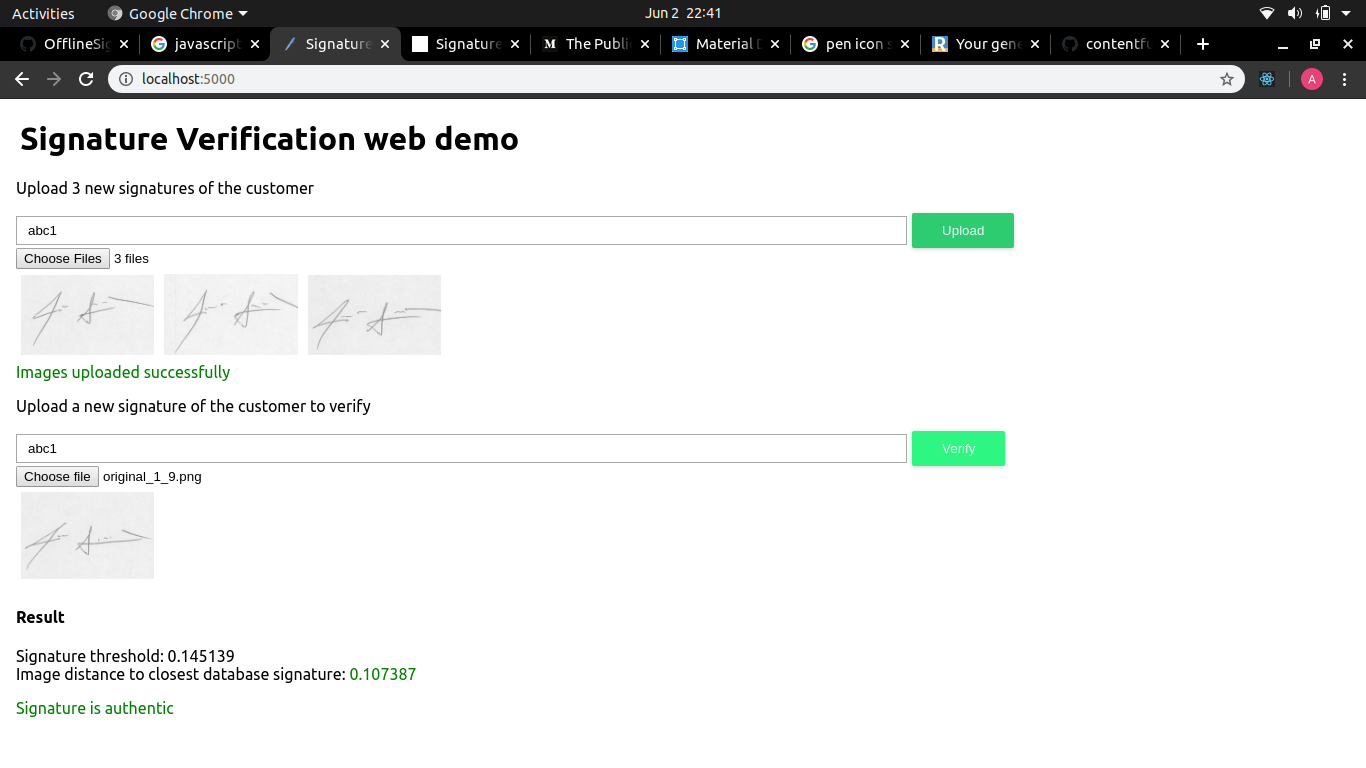 Activities Google Chrome Jun 2 22:41
OfflineSig javascript Signature Signature The Public Material D pen icon s Your gene contentfu
localhost:5000 A
Signature Verification web demo
Upload 3 new signatures of the customer
abc1 Upload
Choose Files 3 files
Images uploaded successfully
Upload a new signature of the customer to verify
abc1 Verify
Choose file original_1_9.png
Result
Signature threshold: 0.145139
Image distance to closest database signature: 0.107387
Signature is authentic